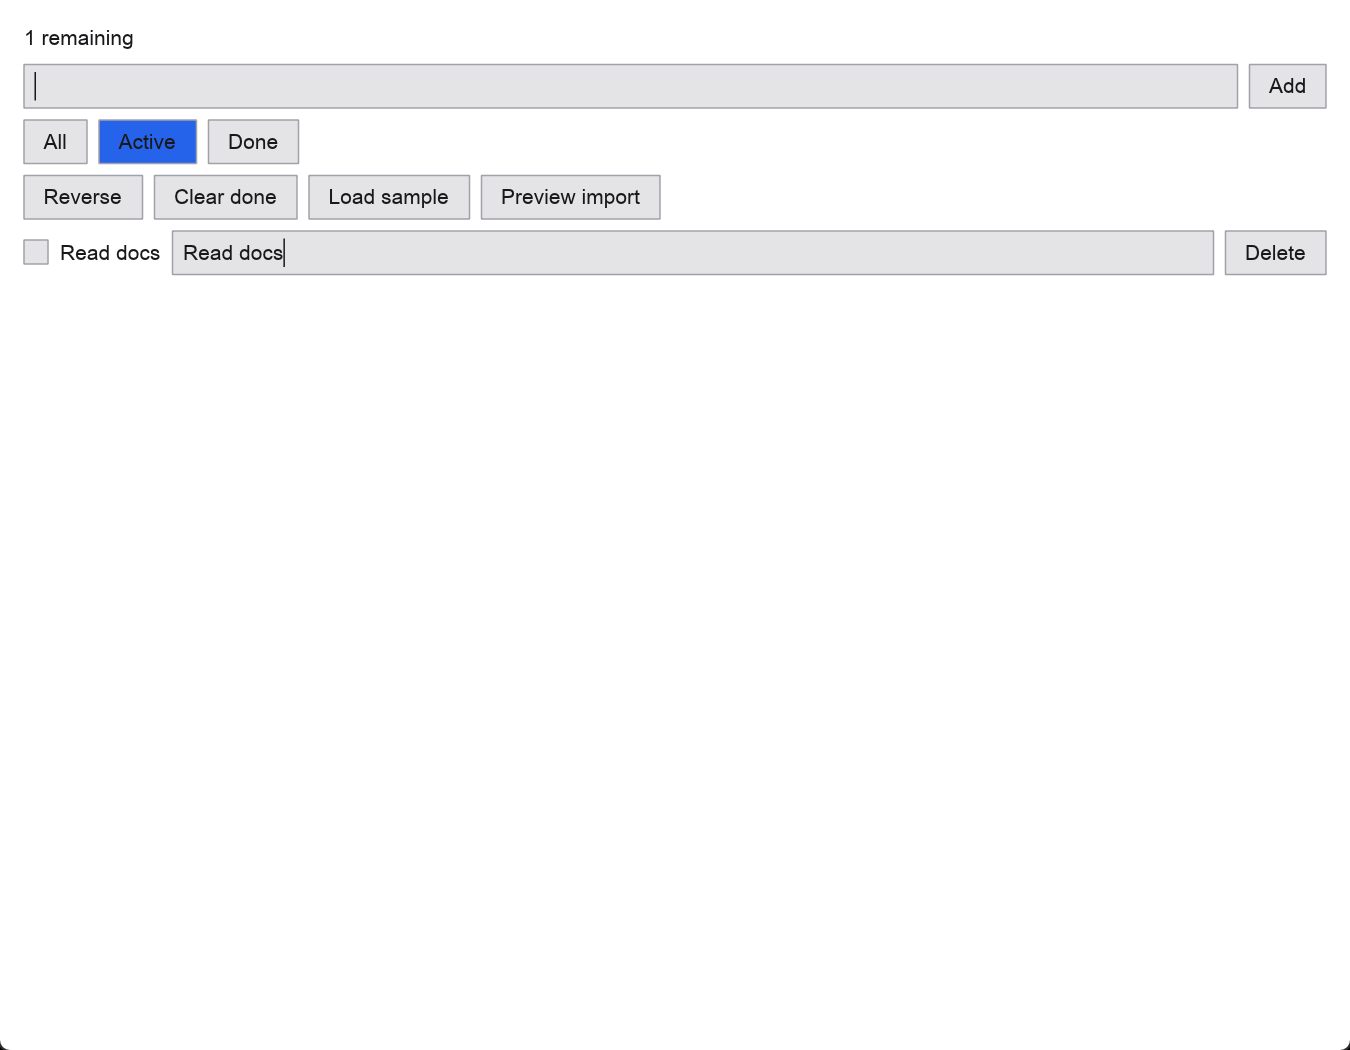 1 remaining
Add
All Active Done
Reverse Clear done Load sample Preview import
Read docs Read docs Delete